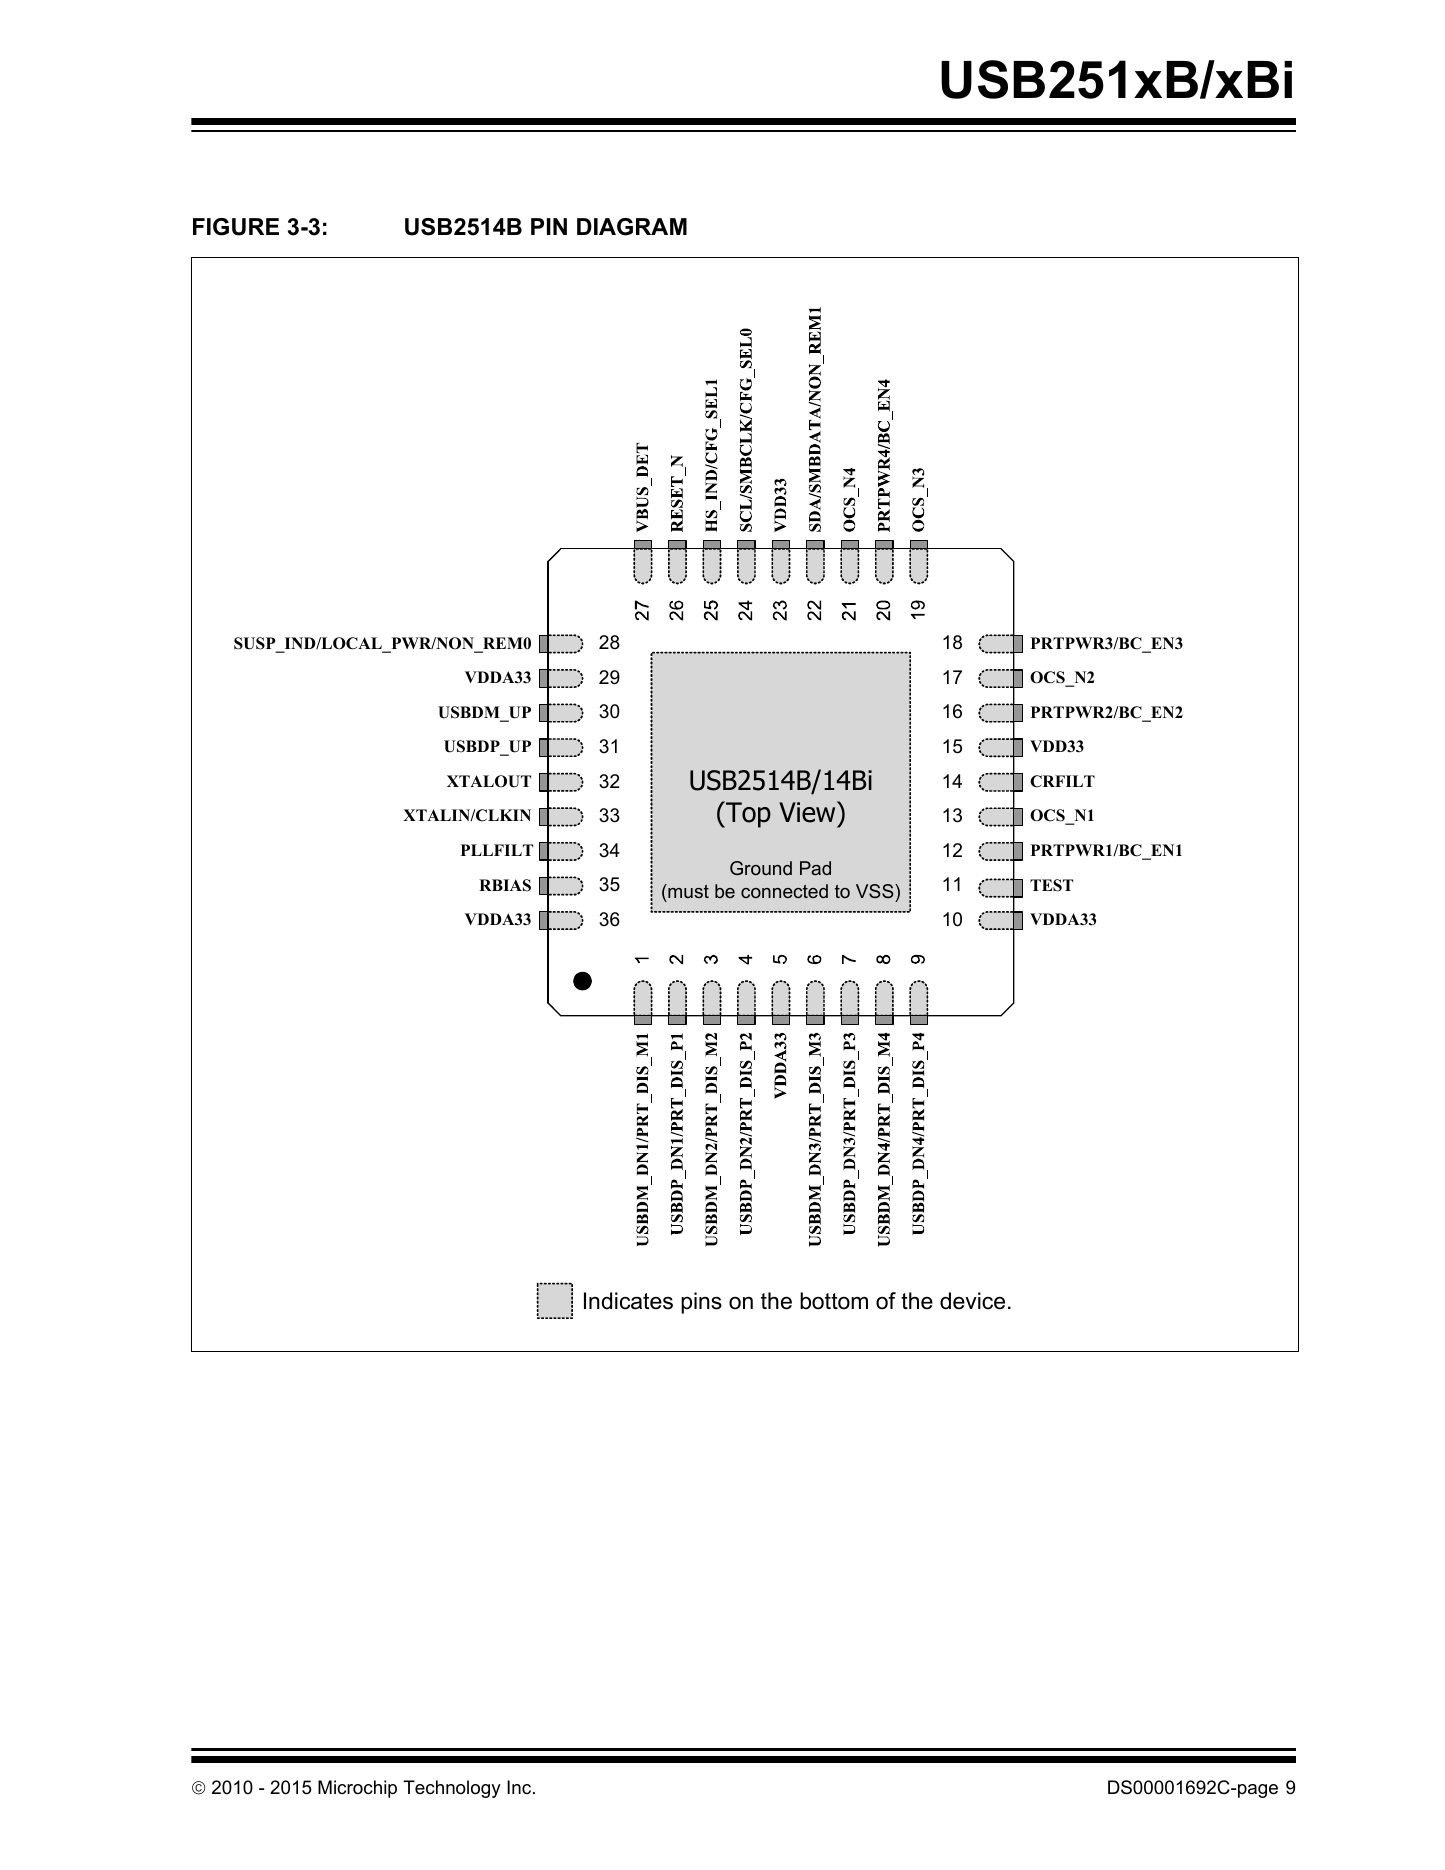 USB251xB/xBi
FIGURE 3-3: USB2514B PIN DIAGRAM
VBUS_DET
RESET_N
HS_IND/CFG_SEL1
SCL/SMBCLK/CFG_SEL0
VDD33
SDA/SMBDATA/NON_REM1
OCS_N4
PRTPWR4/BC_EN4
OCS_N3
27
26
25
24
23
22
21
20
19
SUSP_IND/LOCAL_PWR/NON_REM0 28
VDDA33 29
USBDM_UP 30
USBDP_UP 31
XTALOUT 32
XTALIN/CLKIN 33
PLLFILT 34
RBIAS 35
VDDA33 36
USB2514B/14Bi
(Top View)
Ground Pad
(must be connected to VSS)
18 PRTPWR3/BC_EN3
17 OCS_N2
16 PRTPWR2/BC_EN2
15 VDD33
14 CRFILT
13 OCS_N1
12 PRTPWR1/BC_EN1
11 TEST
10 VDDA33
1
2
3
4
5
6
7
8
9
USBDM_DN1/PRT_DIS_M1
USBDP_DN1/PRT_DIS_P1
USBDM_DN2/PRT_DIS_M2
USBDP_DN2/PRT_DIS_P2
VDDA33
USBDM_DN3/PRT_DIS_M3
USBDP_DN3/PRT_DIS_P3
USBDM_DN4/PRT_DIS_M4
USBDP_DN4/PRT_DIS_P4
Indicates pins on the bottom of the device.
© 2010 - 2015 Microchip Technology Inc. DS00001692C-page 9